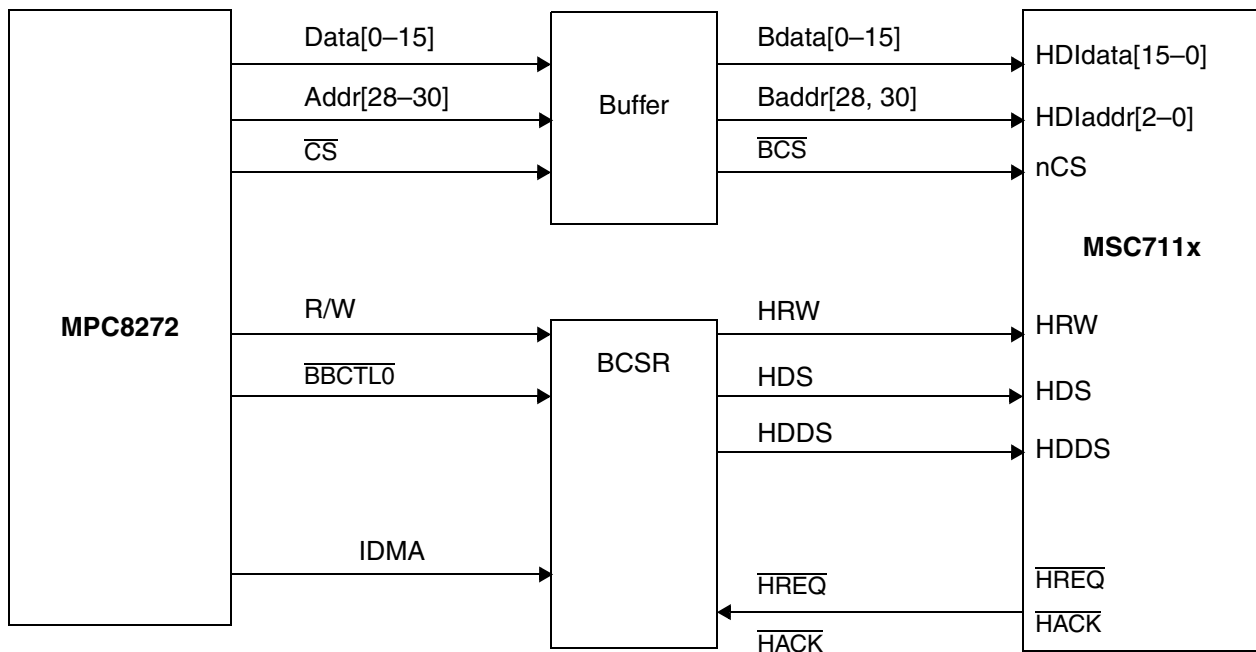 Data[0–15]
Bdata[0–15]
HDIdata[15–0]
Addr[28–30]
Buffer
Baddr[28, 30]
HDIaddr[2–0]
CS
BCS
nCS
MSC711x
MPC8272
R/W
HRW
HRW
BCSR
BBCTL0
HDS
HDS
HDDS
HDDS
IDMA
HREQ
HREQ
HACK
HACK